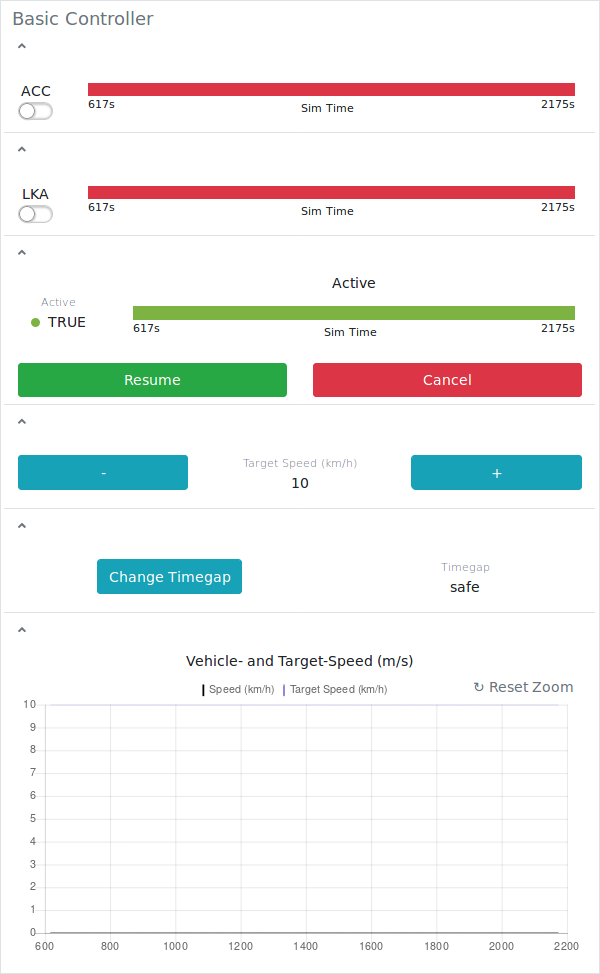 Basic Controller
ACC
617s Sim Time 2175s
LKA
617s Sim Time 2175s
Active
Active
TRUE
617s Sim Time 2175s
Resume Cancel
- Target Speed (km/h) +
10
Change Timegap Timegap
safe
Vehicle- and Target-Speed (m/s)
Speed (km/h) Target Speed (km/h) ↻ Reset Zoom
10
9
8
7
6
5
4
3
2
1
0
600 800 1000 1200 1400 1600 1800 2000 2200